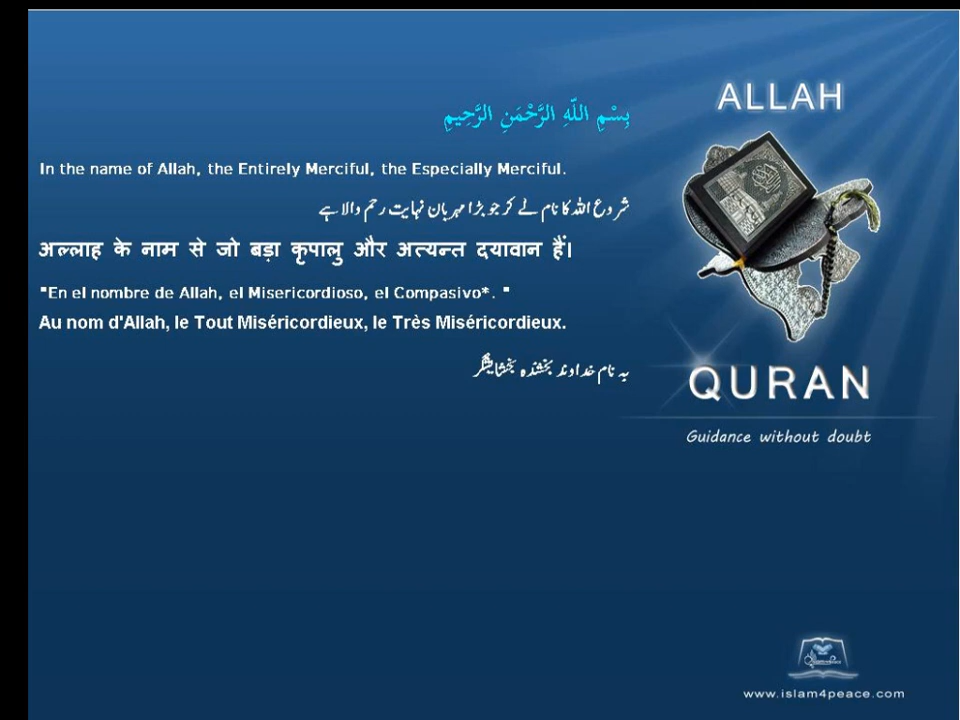 بِسْمِ اللّهِ الرَّحْمَنِ الرَّحِيمِ
In the name of Allah, the Entirely Merciful, the Especially Merciful.
شروع الله کا نام لے کر جو بڑا مہربان نہایت رحم والا ہے
अल्लाह के नाम से जो बड़ा कृपालु और अत्यन्त दयावान हैं।
"En el nombre de Allah, el Misericordioso, el Compasivo*. "
Au nom d'Allah, le Tout Miséricordieux, le Très Miséricordieux.
به نام خداوند بخشنده بخشایشگر
ALLAH
QURAN
Guidance without doubt
www.islam4peace.com